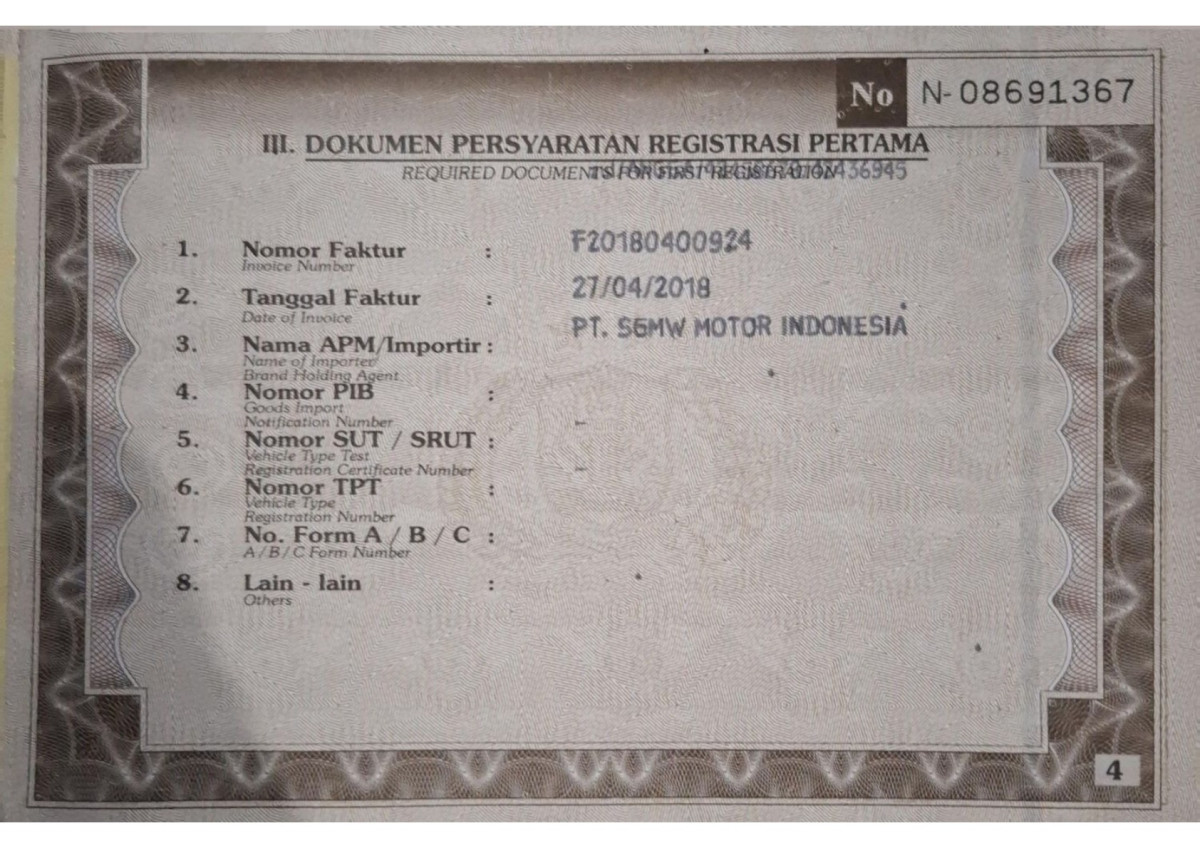 No N-08691367
III. DOKUMEN PERSYARATAN REGISTRASI PERTAMA
REQUIRED DOCUMENTS FOR FIRST REGISTRATION
1. Nomor Faktur : F20180400924
Invoice Number
2. Tanggal Faktur : 27/04/2018
Date of Invoice
PT. SGMW MOTOR INDONESIA
3. Nama APM/Importir :
Name of Importer
Brand Holding Agent
4. Nomor PIB :
Goods Import
Notification Number
-
5. Nomor SUT / SRUT :
Vehicle Type Test
Registration Certificate Number
-
6. Nomor TPT :
Vehicle Type
Registration Number
7. No. Form A / B / C :
A / B / C Form Number
8. Lain - lain :
Others
4